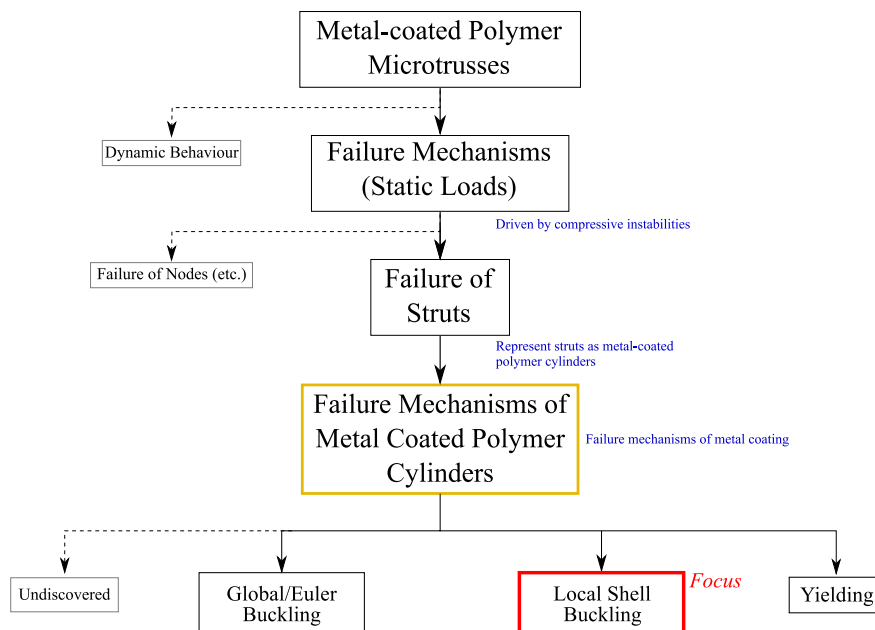 Metal-coated Polymer
Microtrusses
Dynamic Behaviour
Failure Mechanisms
(Static Loads)
Driven by compressive instabilities
Failure of Nodes (etc.)
Failure of
Struts
Represent struts as metal-coated
polymer cylinders
Failure Mechanisms of
Metal Coated Polymer
Cylinders
Failure mechanisms of metal coating
Undiscovered
Global/Euler
Buckling
Local Shell
Buckling
Focus
Yielding